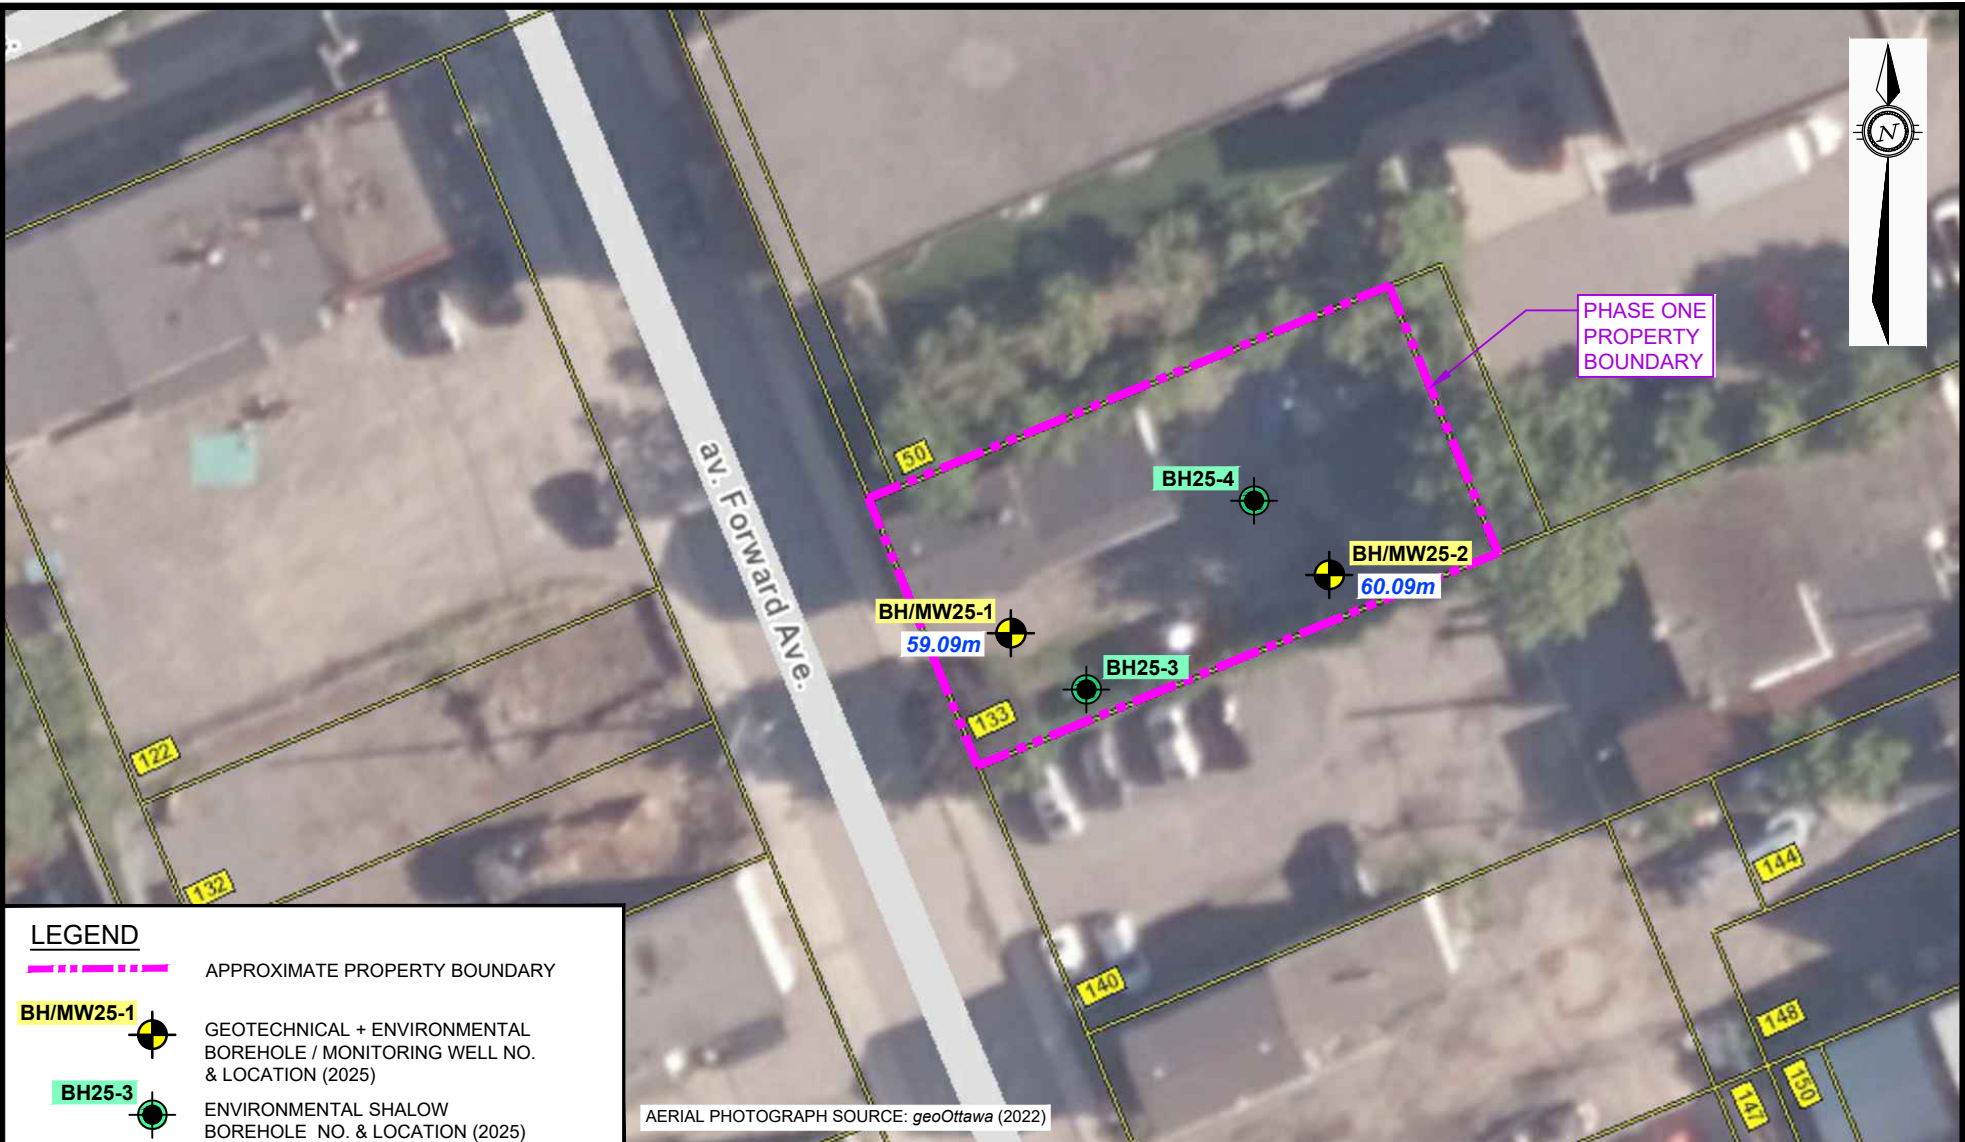 N
PHASE ONE
PROPERTY
BOUNDARY
50
av. Forward Ave.
BH25-4
BH/MW25-2
60.09m
BH/MW25-1
59.09m
BH25-3
133
122
132
144
140
148
150
147
LEGEND
APPROXIMATE PROPERTY BOUNDARY
BH/MW25-1
GEOTECHNICAL + ENVIRONMENTAL
BOREHOLE / MONITORING WELL NO.
& LOCATION (2025)
BH25-3
ENVIRONMENTAL SHALOW
BOREHOLE NO. & LOCATION (2025)
AERIAL PHOTOGRAPH SOURCE: geoOttawa (2022)